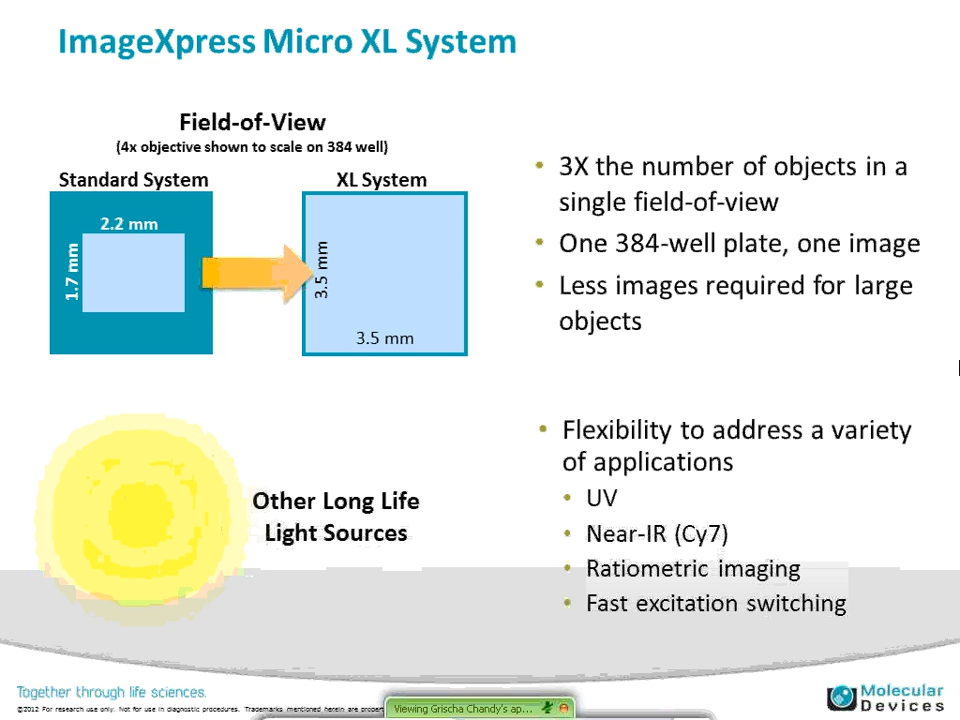 ImageXpress Micro XL System
Field-of-View
(4x objective shown to scale on 384 well)
Standard System
XL System
2.2 mm
1.7 mm
3.5 mm
3.5 mm
• 3X the number of objects in a
single field-of-view
• One 384-well plate, one image
• Less images required for large
objects
Other Long Life
Light Sources
• Flexibility to address a variety
of applications
• UV
• Near-IR (Cy7)
• Ratiometric imaging
• Fast excitation switching
Together through life sciences.
©2012 For research use only. Not for use in diagnostic procedures. Trademarks mentioned herein are
Viewing Grischa Chandy's ap...
Molecular
Devices